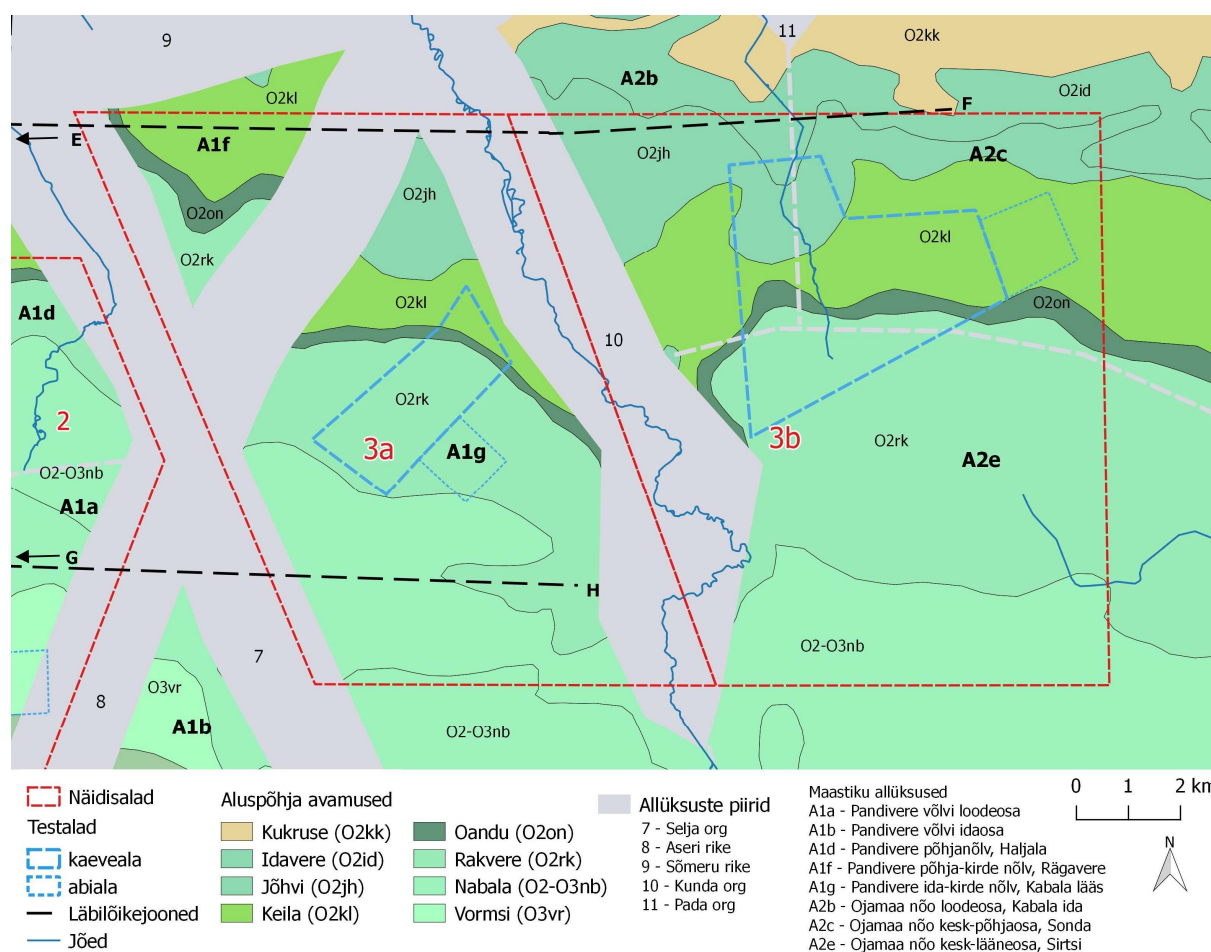 9
11
O2kk
A2b
O2kl
O2id
F
E
A1f
O2jh
A2c
O2on
O2jh
O2rk
O2kl
O2kl
O2on
A1d
10
2
O2rk
3a
3b
O2rk
A1g
A2e
O2-O3nb
A1a
G
H
O2-O3nb
7
O3vr
8
A1b
O2-O3nb
Näidisalad
Testalad
kaeveala
abiala
Läbilõikejooned
Jõed
Aluspõhja avamused
Kukruse (O2kk)
Idavere (O2id)
Jõhvi (O2jh)
Keila (O2kl)
Oandu (O2on)
Rakvere (O2rk)
Nabala (O2-O3nb)
Vormsi (O3vr)
Allüksuste piirid
7 - Selja org
8 - Aseri rike
9 - Sõmeru rike
10 - Kunda org
11 - Pada org
Maastiku allüksused
A1a - Pandivere võlvi loodeosa
A1b - Pandivere võlvi idaosa
A1d - Pandivere põhjanõlv, Haljala
A1f - Pandivere põhja-kirde nõlv, Rägavere
A1g - Pandivere ida-kirde nõlv, Kabala lääs
A2b - Ojamaa nõo loodeosa, Kabala ida
A2c - Ojamaa nõo kesk-põhjaosa, Sonda
A2e - Ojamaa nõo kesk-lääneosa, Sirtsi
0 1 2 km
N